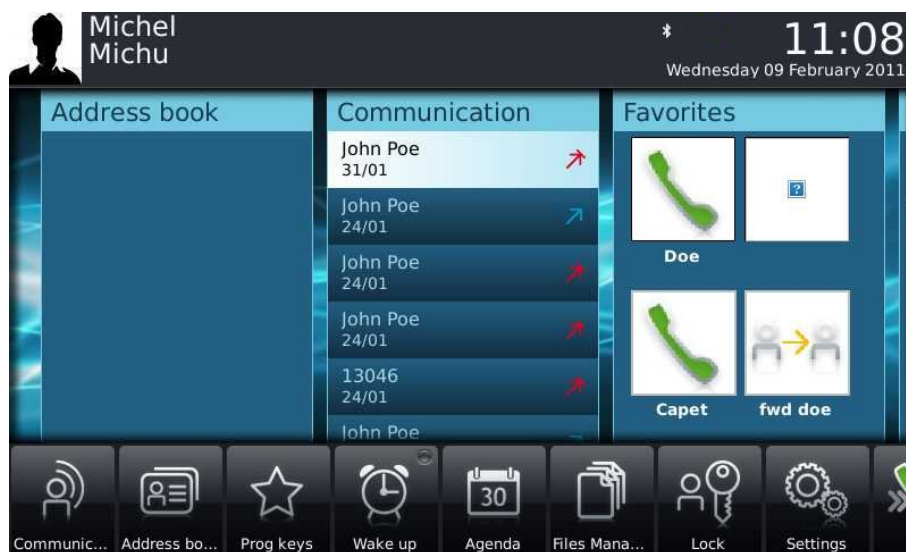 Michel
Michu
11:08
Wednesday 09 February 2011
Address book
Communication
Favorites
John Poe
31/01
John Poe
24/01
John Poe
24/01
John Poe
24/01
13046
24/01
John Poe
?
Doe
Capet
fwd doe
30
Communic...
Address bo...
Prog keys
Wake up
Agenda
Files Mana...
Lock
Settings